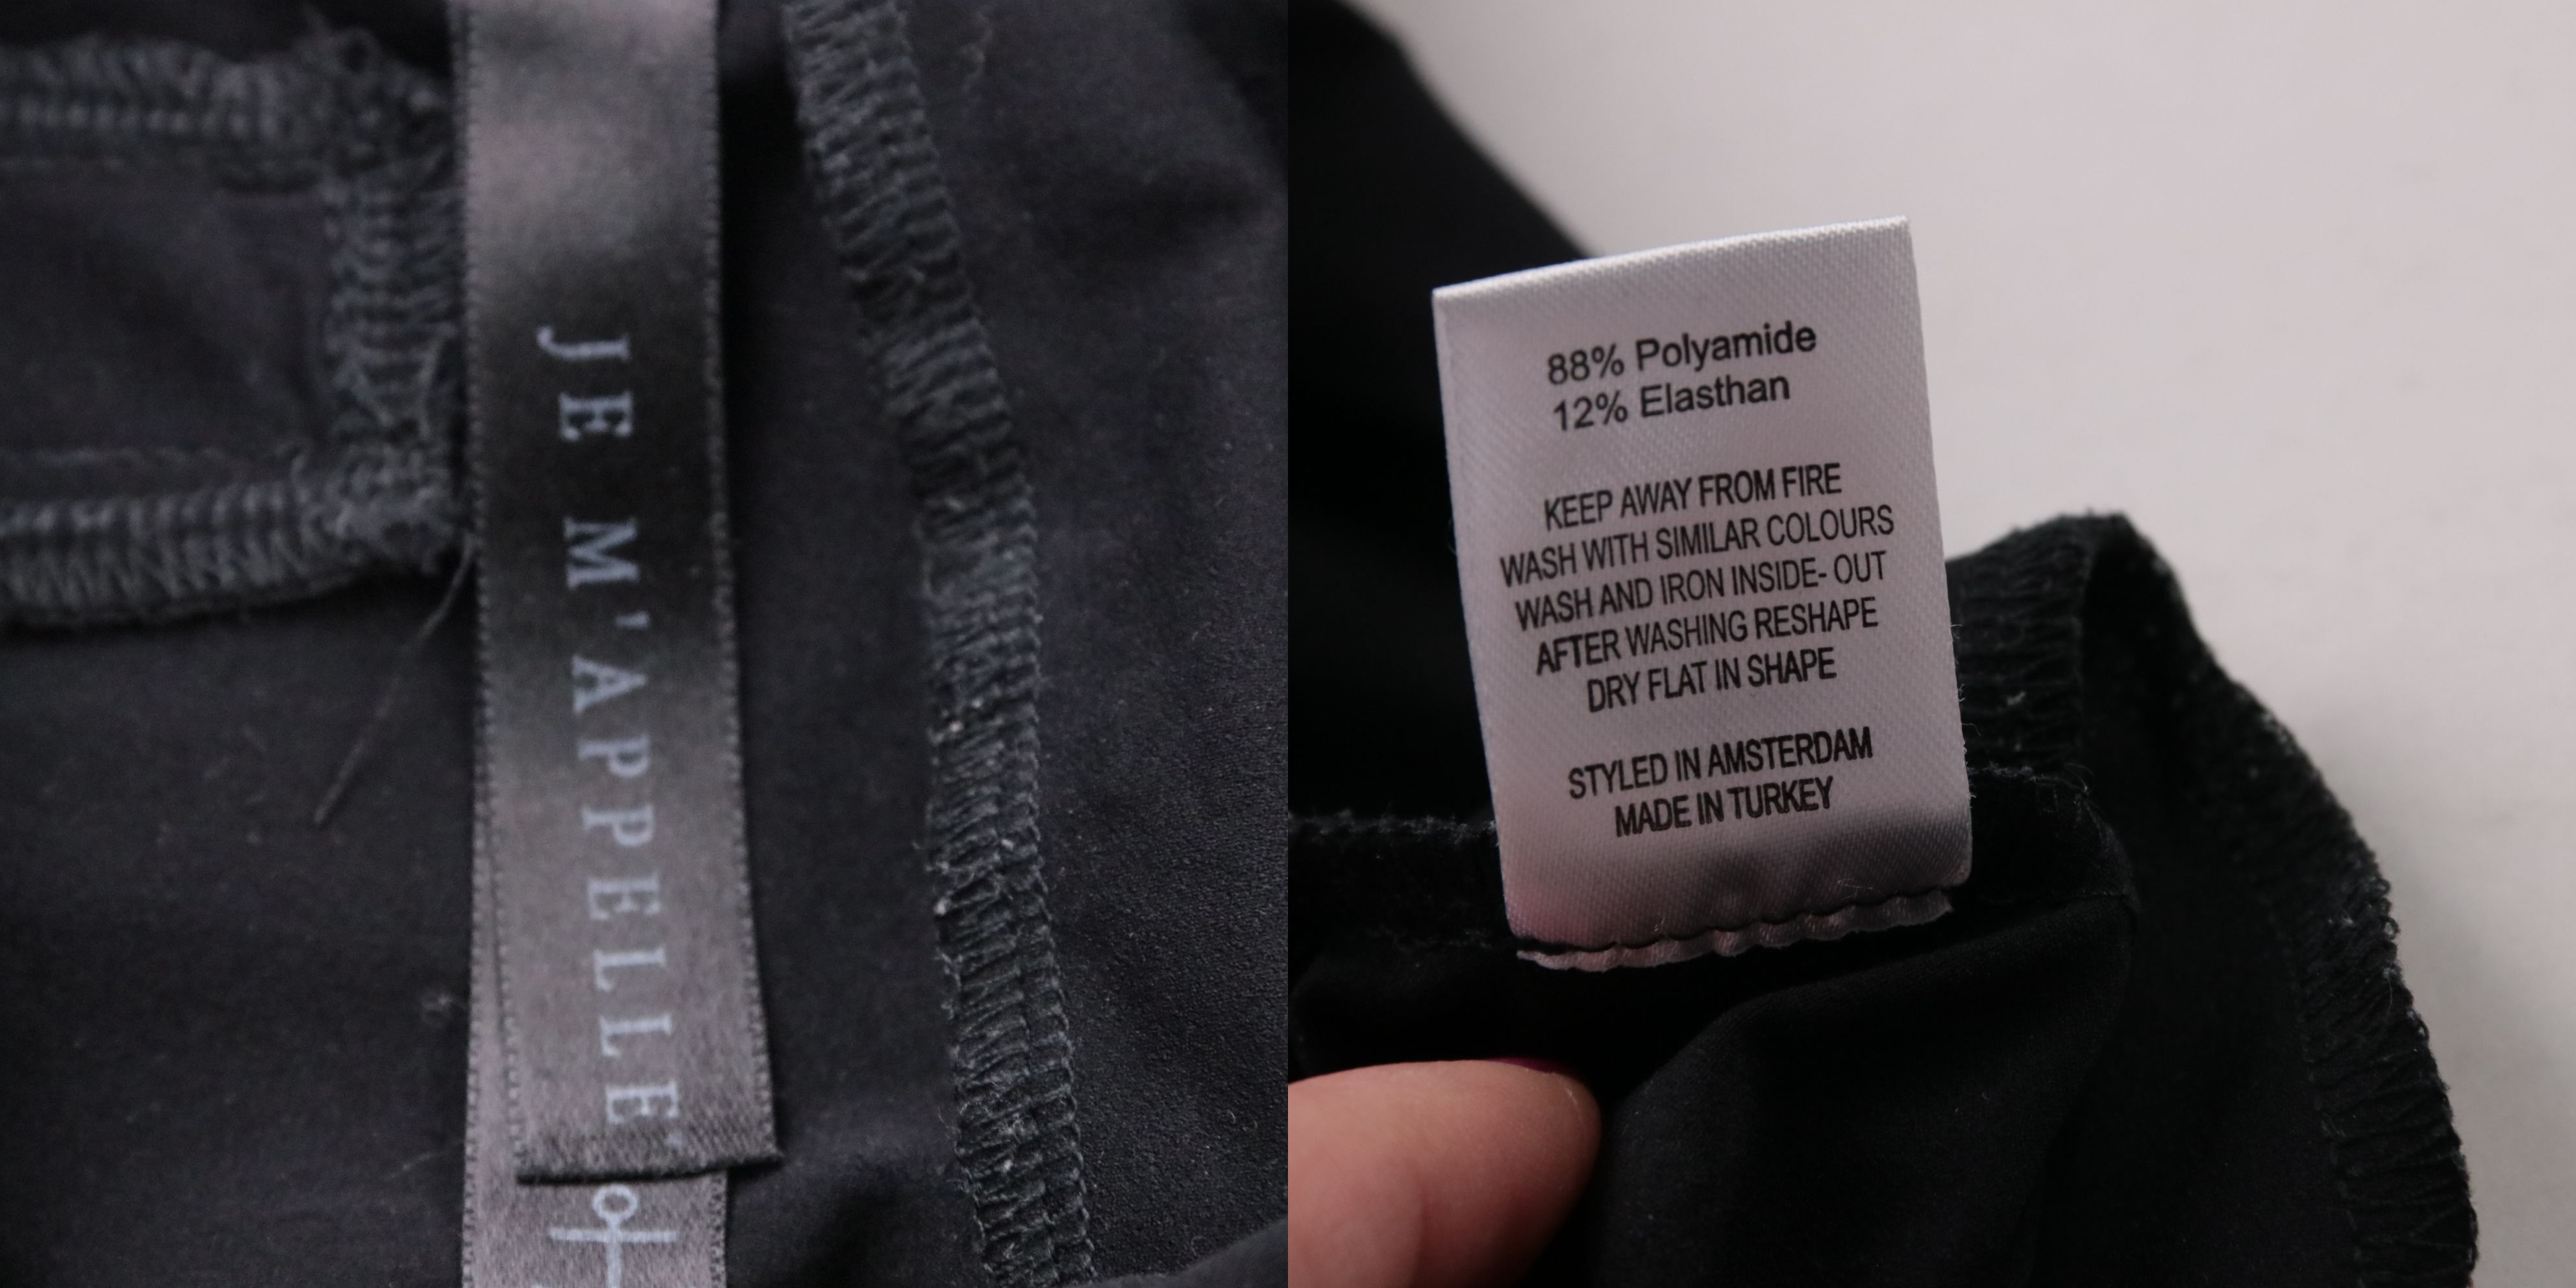 JE M'APPELLE
88% Polyamide
12% Elasthan
KEEP AWAY FROM FIRE
WASH WITH SIMILAR COLOURS
WASH AND IRON INSIDE- OUT
AFTER WASHING RESHAPE
DRY FLAT IN SHAPE
STYLED IN AMSTERDAM
MADE IN TURKEY